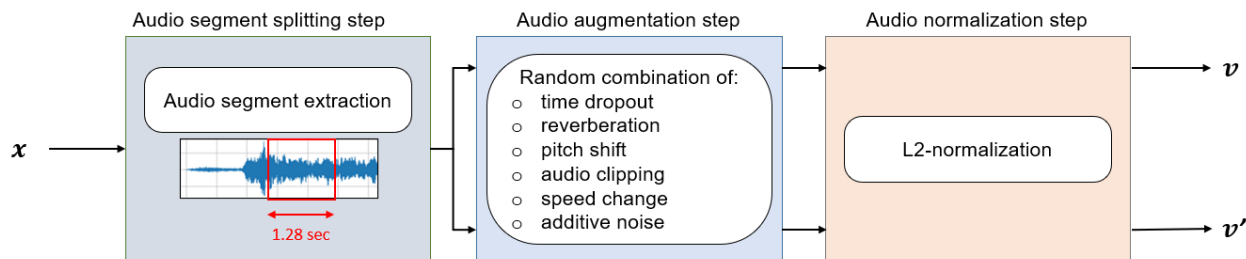 Audio segment splitting step
Audio augmentation step
Audio normalization step
x
Audio segment extraction
1.28 sec
Random combination of:
o time dropout
o reverberation
o pitch shift
o audio clipping
o speed change
o additive noise
L2-normalization
v
v'